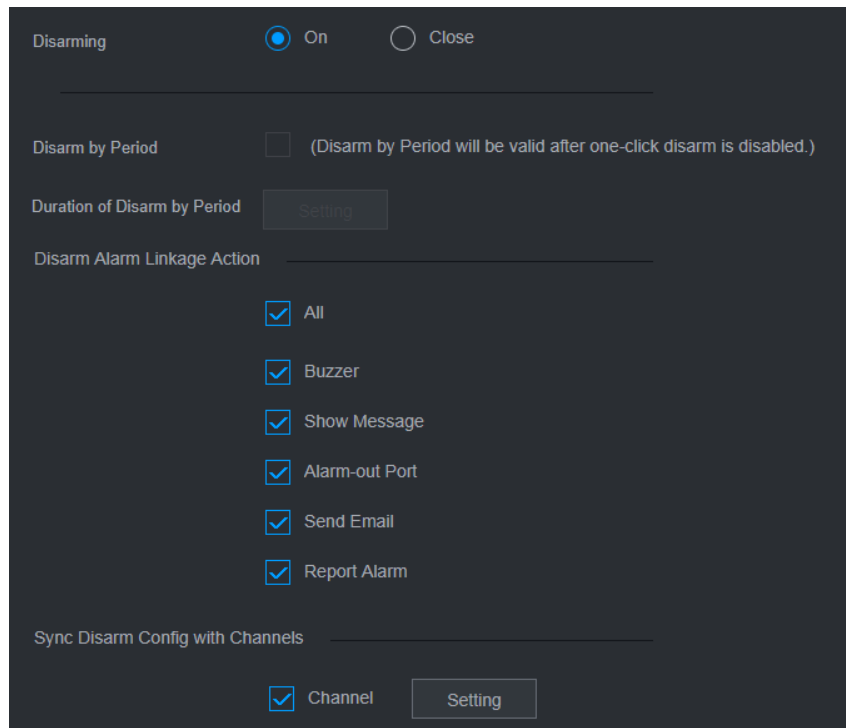 Disarming On Close
Disarm by Period (Disarm by Period will be valid after one-click disarm is disabled.)
Duration of Disarm by Period Setting
Disarm Alarm Linkage Action
All
Buzzer
Show Message
Alarm-out Port
Send Email
Report Alarm
Sync Disarm Config with Channels
Channel Setting